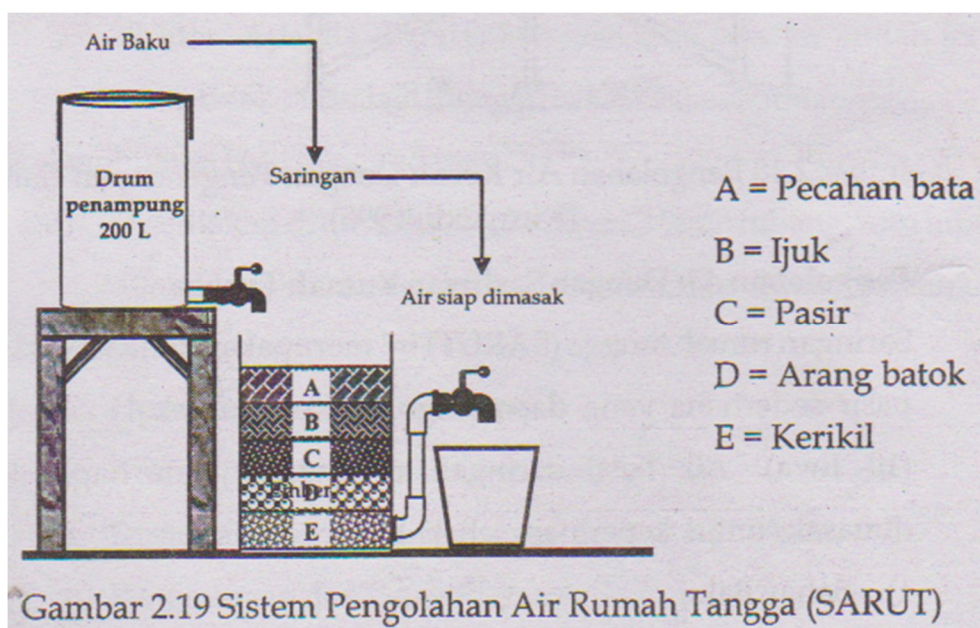 Air Baku
Drum
penampung
200 L
Saringan
Air siap dimasak
A
B
C
Ember
D
E
A = Pecahan bata
B = Ijuk
C = Pasir
D = Arang batok
E = Kerikil
Gambar 2.19 Sistem Pengolahan Air Rumah Tangga (SARUT)